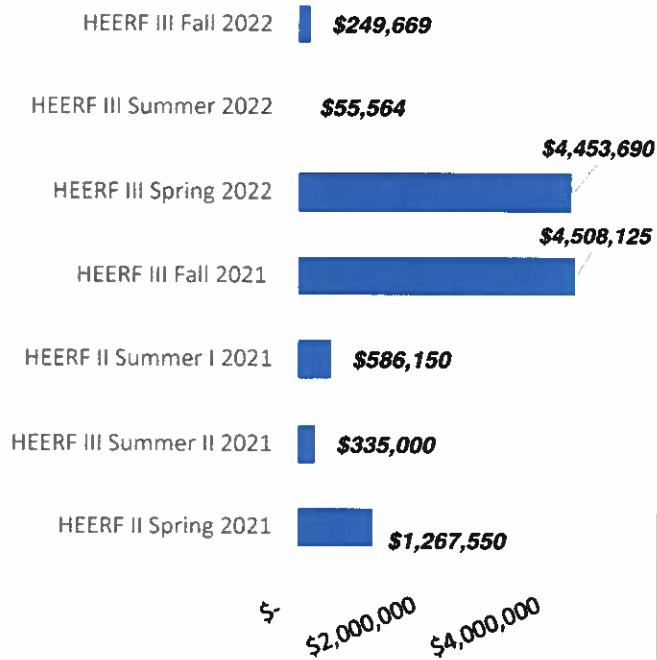 HEERF III Fall 2022 $249,669
HEERF III Summer 2022 $55,564
$4,453,690
HEERF III Spring 2022
$4,508,125
HEERF III Fall 2021
HEERF II Summer I 2021 $586,150
HEERF III Summer II 2021 $335,000
HEERF II Spring 2021 $1,267,550
$- $2,000,000 $4,000,000